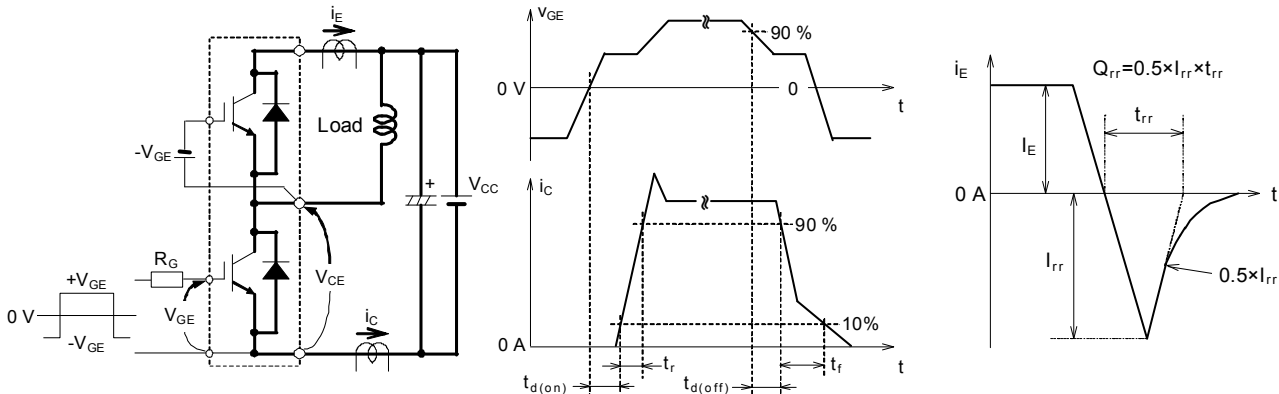 i_E
Load
-V_GE
+
V_CC
R_G
+V_GE
V_GE
V_CE
0 V
-V_GE
i_C
v_GE
90 %
0 V
0
t
i_C
90 %
10%
0 A
t_r
t_f
t
t_d(on)
t_d(off)
i_E
Q_rr=0.5×I_rr×t_rr
t_rr
I_E
0 A
t
I_rr
0.5×I_rr